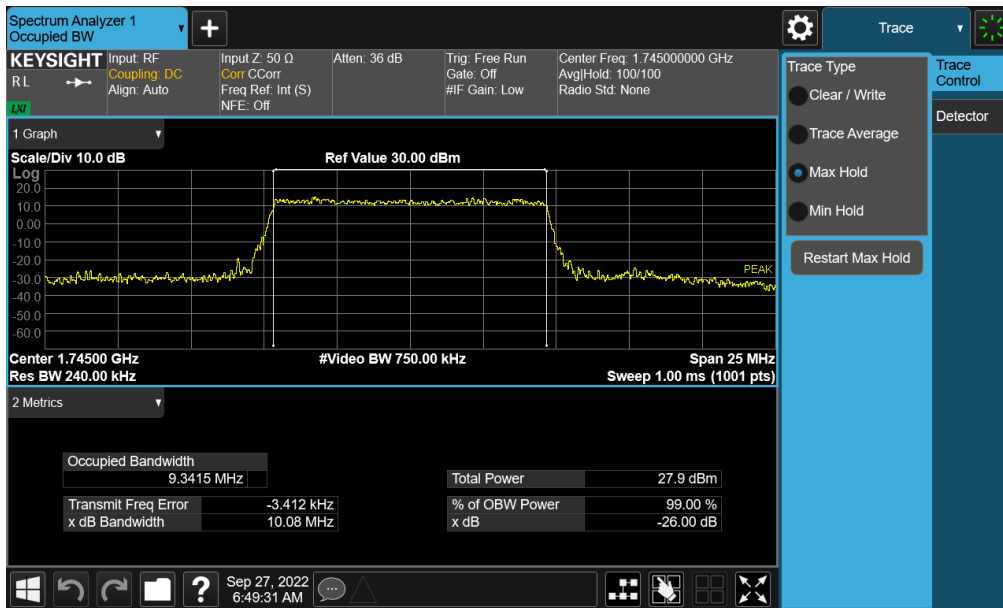 Spectrum Analyzer 1
Occupied BW
Trace
KEYSIGHT
R L
LXI
Input: RF
Coupling: DC
Align: Auto
Input Z: 50 Ω
Corr CCorr
Freq Ref: Int (S)
NFE: Off
Atten: 36 dB
Trig: Free Run
Gate: Off
#IF Gain: Low
Center Freq: 1.745000000 GHz
Avg|Hold: 100/100
Radio Std: None
1 Graph
Scale/Div 10.0 dB
Ref Value 30.00 dBm
Log
20.0
10.0
0.00
-10.0
-20.0
-30.0
-40.0
-50.0
-60.0
PEAK
Center 1.74500 GHz
#Video BW 750.00 kHz
Span 25 MHz
Res BW 240.00 kHz
Sweep 1.00 ms (1001 pts)
2 Metrics
Occupied Bandwidth
9.3415 MHz
Total Power 27.9 dBm
Transmit Freq Error -3.412 kHz
% of OBW Power 99.00 %
x dB Bandwidth 10.08 MHz
x dB -26.00 dB
Trace Type
Clear / Write
Trace Average
Max Hold
Min Hold
Restart Max Hold
Trace
Control
Detector
?
Sep 27, 2022
6:49:31 AM